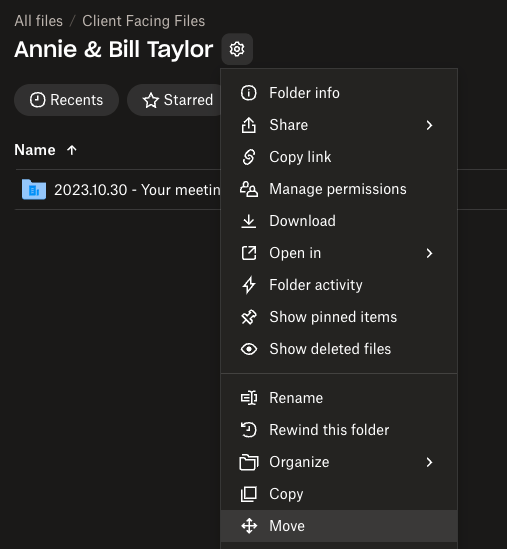 All files / Client Facing Files
Annie & Bill Taylor
Recents
Starred
Name ↑
2023.10.30 - Your meetin
Folder info
Share
Copy link
Manage permissions
Download
Open in
Folder activity
Show pinned items
Show deleted files
Rename
Rewind this folder
Organize
Copy
Move